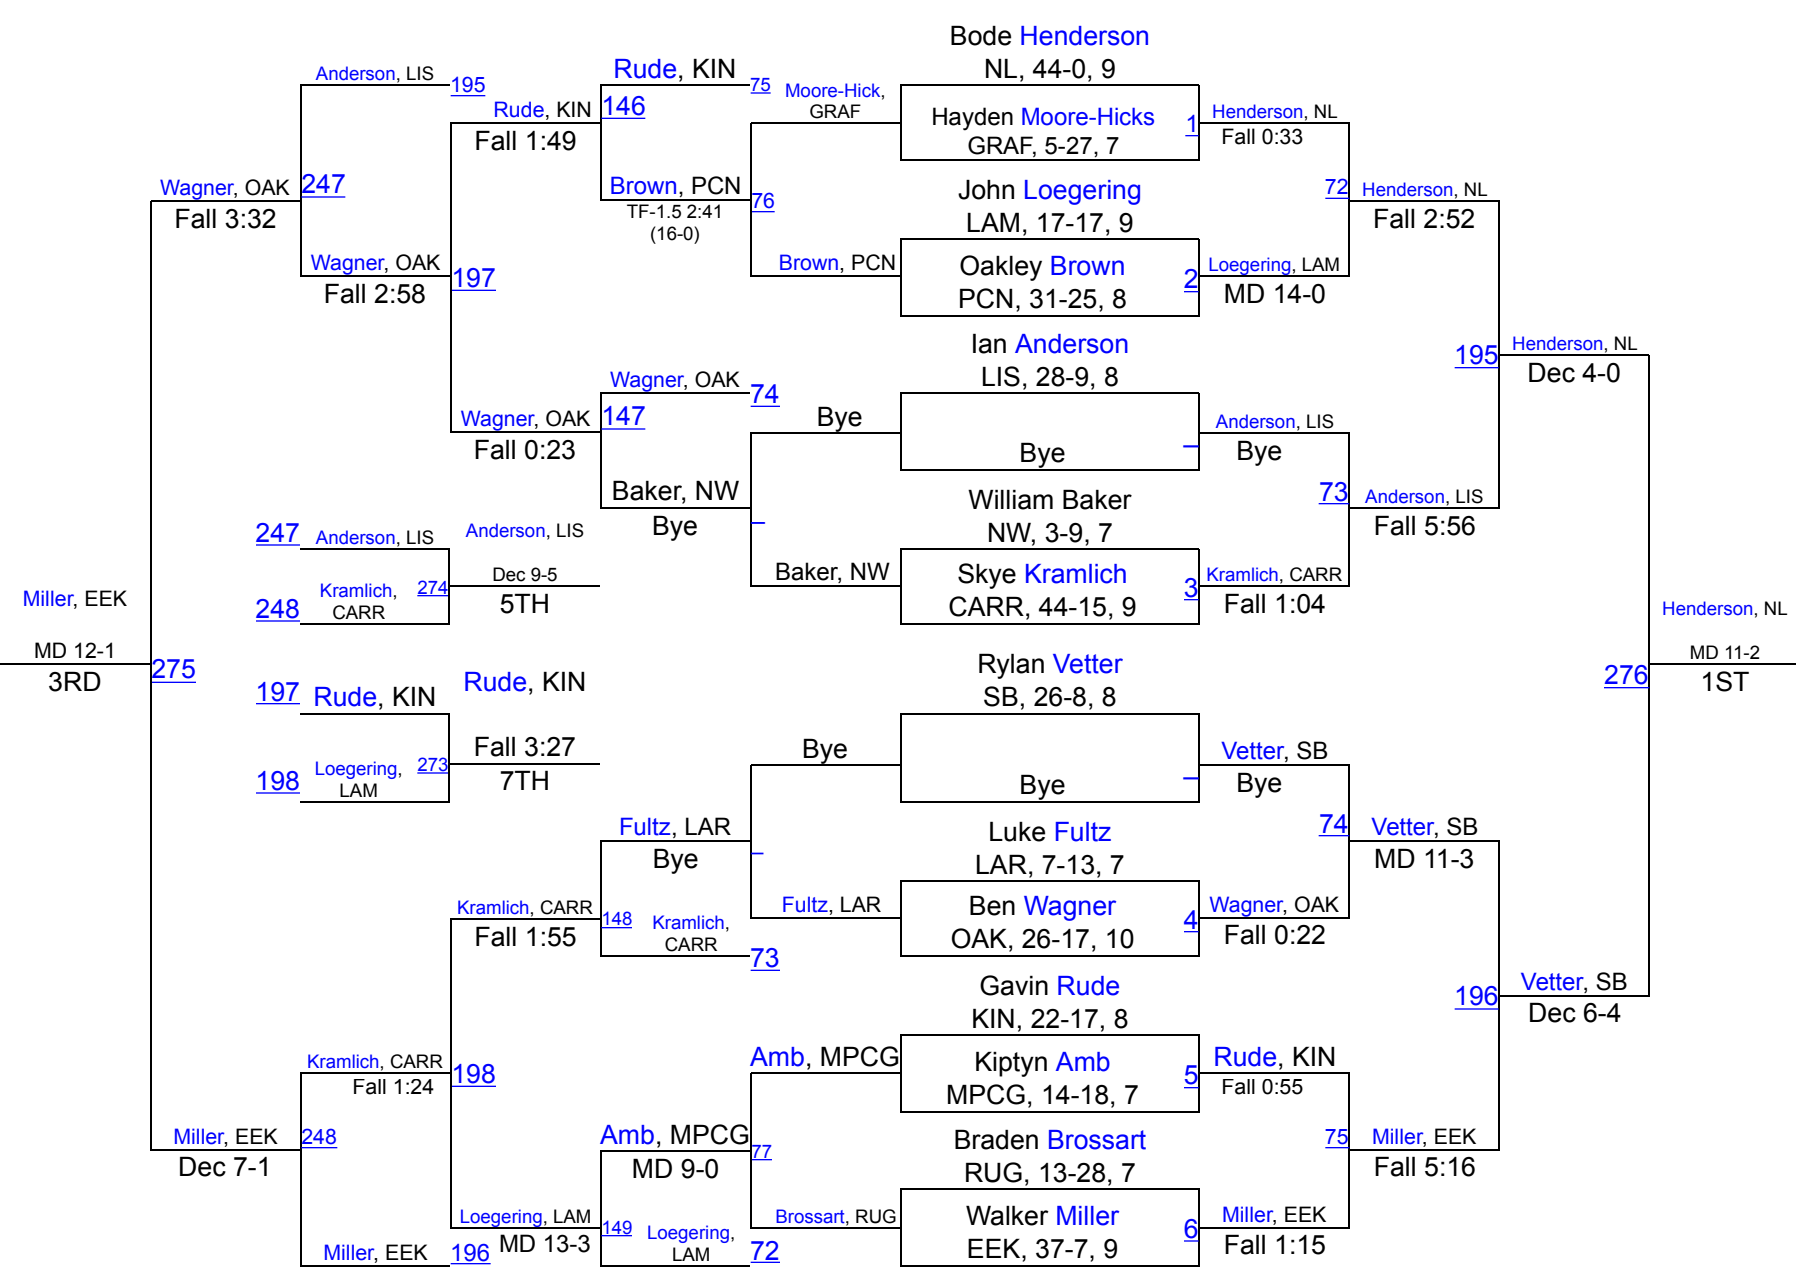 Bode Henderson
NL, 44-0, 9
Hayden Moore-Hicks
GRAF, 5-27, 7
1
John Loegering
LAM, 17-17, 9
Oakley Brown
PCN, 31-25, 8
2
Ian Anderson
LIS, 28-9, 8
Bye
William Baker
NW, 3-9, 7
Skye Kramlich
CARR, 44-15, 9
3
Rylan Vetter
SB, 26-8, 8
Bye
Luke Fultz
LAR, 7-13, 7
Ben Wagner
OAK, 26-17, 10
4
Gavin Rude
KIN, 22-17, 8
Kiptyn Amb
MPCG, 14-18, 7
5
Braden Brossart
RUG, 13-28, 7
Walker Miller
EEK, 37-7, 9
6
Henderson, NL
Fall 0:33
Loegering, LAM
MD 14-0
Anderson, LIS
Bye
Kramlich, CARR
Fall 1:04
Vetter, SB
Bye
Wagner, OAK
Fall 0:22
Rude, KIN
Fall 0:55
Miller, EEK
Fall 1:15
72
Henderson, NL
Fall 2:52
73
Anderson, LIS
Fall 5:56
74
Vetter, SB
MD 11-3
75
Miller, EEK
Fall 5:16
195
Henderson, NL
Dec 4-0
196
Vetter, SB
Dec 6-4
Henderson, NL
276
MD 11-2
1ST
Moore-Hick,
GRAF
Brown, PCN
Bye
Baker, NW
Bye
Fultz, LAR
Amb, MPCG
Brossart, RUG
Rude, KIN
75
146
Brown, PCN
76
TF-1.5 2:41
(16-0)
Wagner, OAK
74
147
Baker, NW
Bye
Fultz, LAR
Bye
148
Kramlich,
CARR
73
Amb, MPCG
77
MD 9-0
149
Loegering,
LAM
72
Rude, KIN
Fall 1:49
Wagner, OAK
Fall 0:23
Kramlich, CARR
Fall 1:55
Loegering, LAM
MD 13-3
Anderson, LIS
195
247
Wagner, OAK
197
Fall 2:58
Kramlich, CARR
198
Fall 1:24
248
Miller, EEK
196
Wagner, OAK
Fall 3:32
Miller, EEK
Dec 7-1
247
Anderson, LIS
Anderson, LIS
248
Kramlich,
CARR
274
Dec 9-5
5TH
197
Rude, KIN
Rude, KIN
198
Loegering,
LAM
273
Fall 3:27
7TH
Miller, EEK
MD 12-1
275
3RD